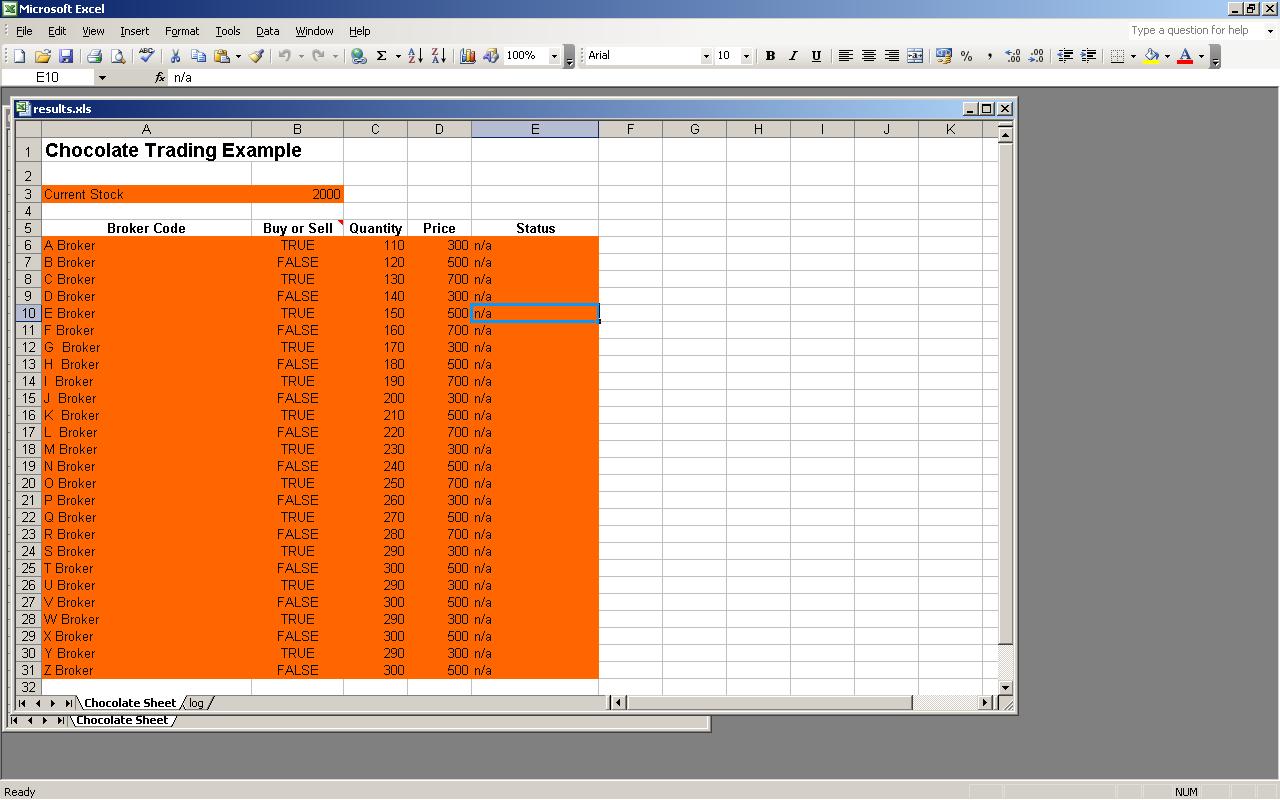 Microsoft Excel
File Edit View Insert Format Tools Data Window Help Type a question for help
100% Arial 10 B I U % ,
E10 fx n/a
results.xls
A B C D E F G H I J K
1 Chocolate Trading Example
2
3 Current Stock 2000
4
5 Broker Code Buy or Sell Quantity Price Status
6 A Broker TRUE 110 300 n/a
7 B Broker FALSE 120 500 n/a
8 C Broker TRUE 130 700 n/a
9 D Broker FALSE 140 300 n/a
10 E Broker TRUE 150 500 n/a
11 F Broker FALSE 160 700 n/a
12 G Broker TRUE 170 300 n/a
13 H Broker FALSE 180 500 n/a
14 I Broker TRUE 190 700 n/a
15 J Broker FALSE 200 300 n/a
16 K Broker TRUE 210 500 n/a
17 L Broker FALSE 220 700 n/a
18 M Broker TRUE 230 300 n/a
19 N Broker FALSE 240 500 n/a
20 O Broker TRUE 250 700 n/a
21 P Broker FALSE 260 300 n/a
22 Q Broker TRUE 270 500 n/a
23 R Broker FALSE 280 700 n/a
24 S Broker TRUE 290 300 n/a
25 T Broker FALSE 300 500 n/a
26 U Broker TRUE 290 300 n/a
27 V Broker FALSE 300 500 n/a
28 W Broker TRUE 290 300 n/a
29 X Broker FALSE 300 500 n/a
30 Y Broker TRUE 290 300 n/a
31 Z Broker FALSE 300 500 n/a
32
Chocolate Sheet log
Chocolate Sheet
Ready NUM